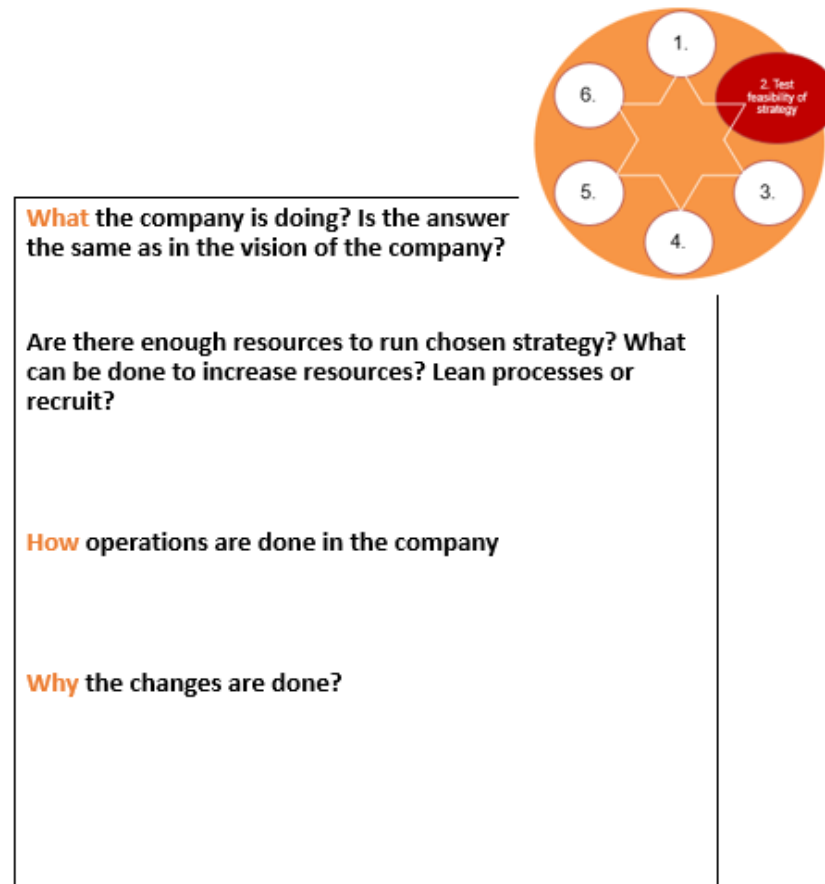 1.
2. Test
feasibility of
strategy
6.
5.
3.
4.
What the company is doing? Is the answer
the same as in the vision of the company?
Are there enough resources to run chosen strategy? What
can be done to increase resources? Lean processes or
recruit?
How operations are done in the company
Why the changes are done?